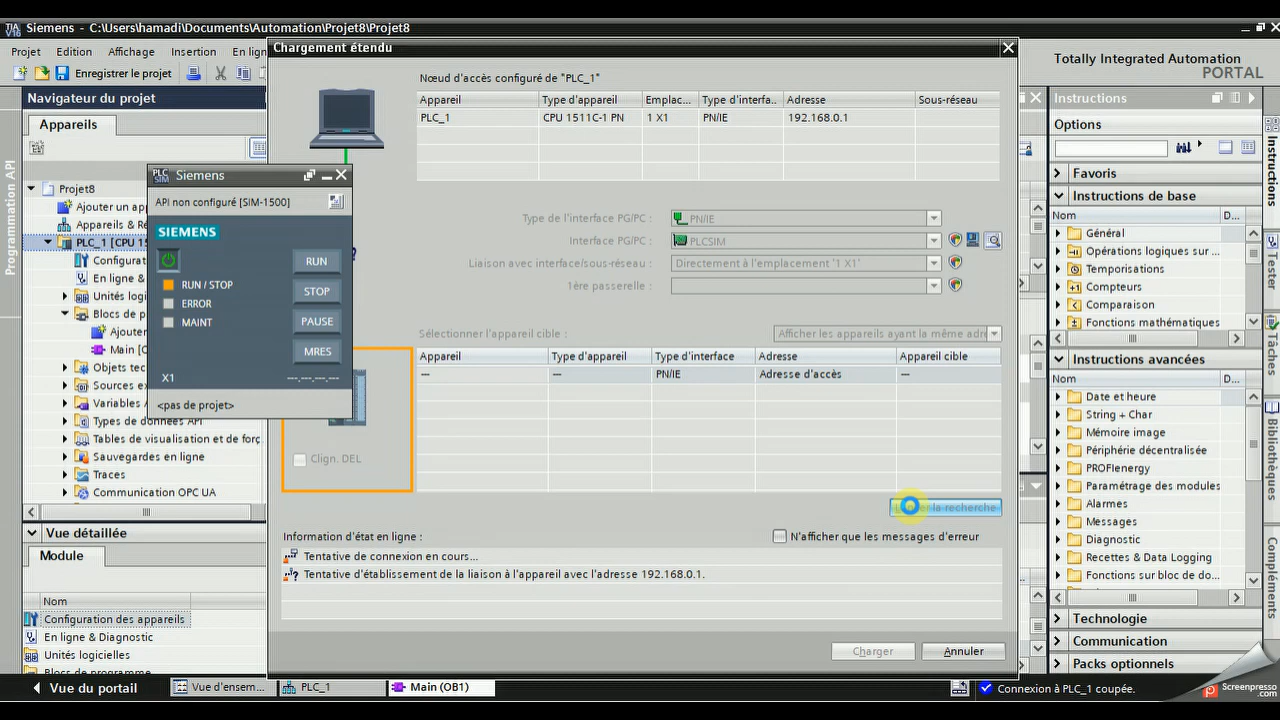 Siemens - C:\Users\hamadi\Documents\Automation\Projet8\Projet8
Projet Edition Affichage Insertion En lign
Enregistrer le projet
Totally Integrated Automation
PORTAL
Navigateur du projet
Appareils
Programmation API
Projet8
Ajouter un app
Appareils & Ré
PLC_1 [CPU 15
Configurat
En ligne &
Unités logi
Blocs de p
Ajouter
Main [O
Objets tec
Sources ex
Variables A
Types de données API
Tables de visualisation et de forç
Sauvegardes en ligne
Traces
Communication OPC UA
Vue détaillée
Module
Nom
Configuration des appareils
En ligne & Diagnostic
Unités logicielles
Blocs de programme
Siemens
API non configuré [SIM-1500]
SIEMENS
RUN
RUN / STOP
STOP
ERROR
MAINT
PAUSE
MRES
X1 ---.---.---.---
<pas de projet>
Chargement étendu
Nœud d'accès configuré de "PLC_1"
Appareil Type d'appareil Emplac... Type d'interfa.. Adresse Sous-réseau
PLC_1 CPU 1511C-1 PN 1 X1 PN/IE 192.168.0.1
Type de l'interface PG/PC : PN/IE
Interface PG/PC : PLCSIM
Liaison avec interface/sous-réseau : Directement à l'emplacement '1 X1'
1ère passerelle :
Sélectionner l'appareil cible : Afficher les appareils ayant la même adre
Appareil Type d'appareil Type d'interface Adresse Appareil cible
— — PN/IE Adresse d'accès —
Clign. DEL
la recherche
Information d'état en ligne :
N'afficher que les messages d'erreur
Tentative de connexion en cours...
Tentative d'établissement de la liaison à l'appareil avec l'adresse 192.168.0.1.
Charger
Annuler
Instructions
Options
Favoris
Instructions de base
Nom D...
Général
Opérations logiques sur ...
Temporisations
Compteurs
Comparaison
Fonctions mathématiques
Instructions avancées
Nom D...
Date et heure
String + Char
Mémoire image
Périphérie décentralisée
PROFIenergy
Paramétrage des modules
Alarmes
Messages
Diagnostic
Recettes & Data Logging
Fonctions sur bloc de do...
Technologie
Communication
Packs optionnels
Instructions
Tester
Tâches
Bibliothèques
Compléments
Vue du portail
Vue d'ensem...
PLC_1
Main (OB1)
Connexion à PLC_1 coupée.
Screenpresso
.com